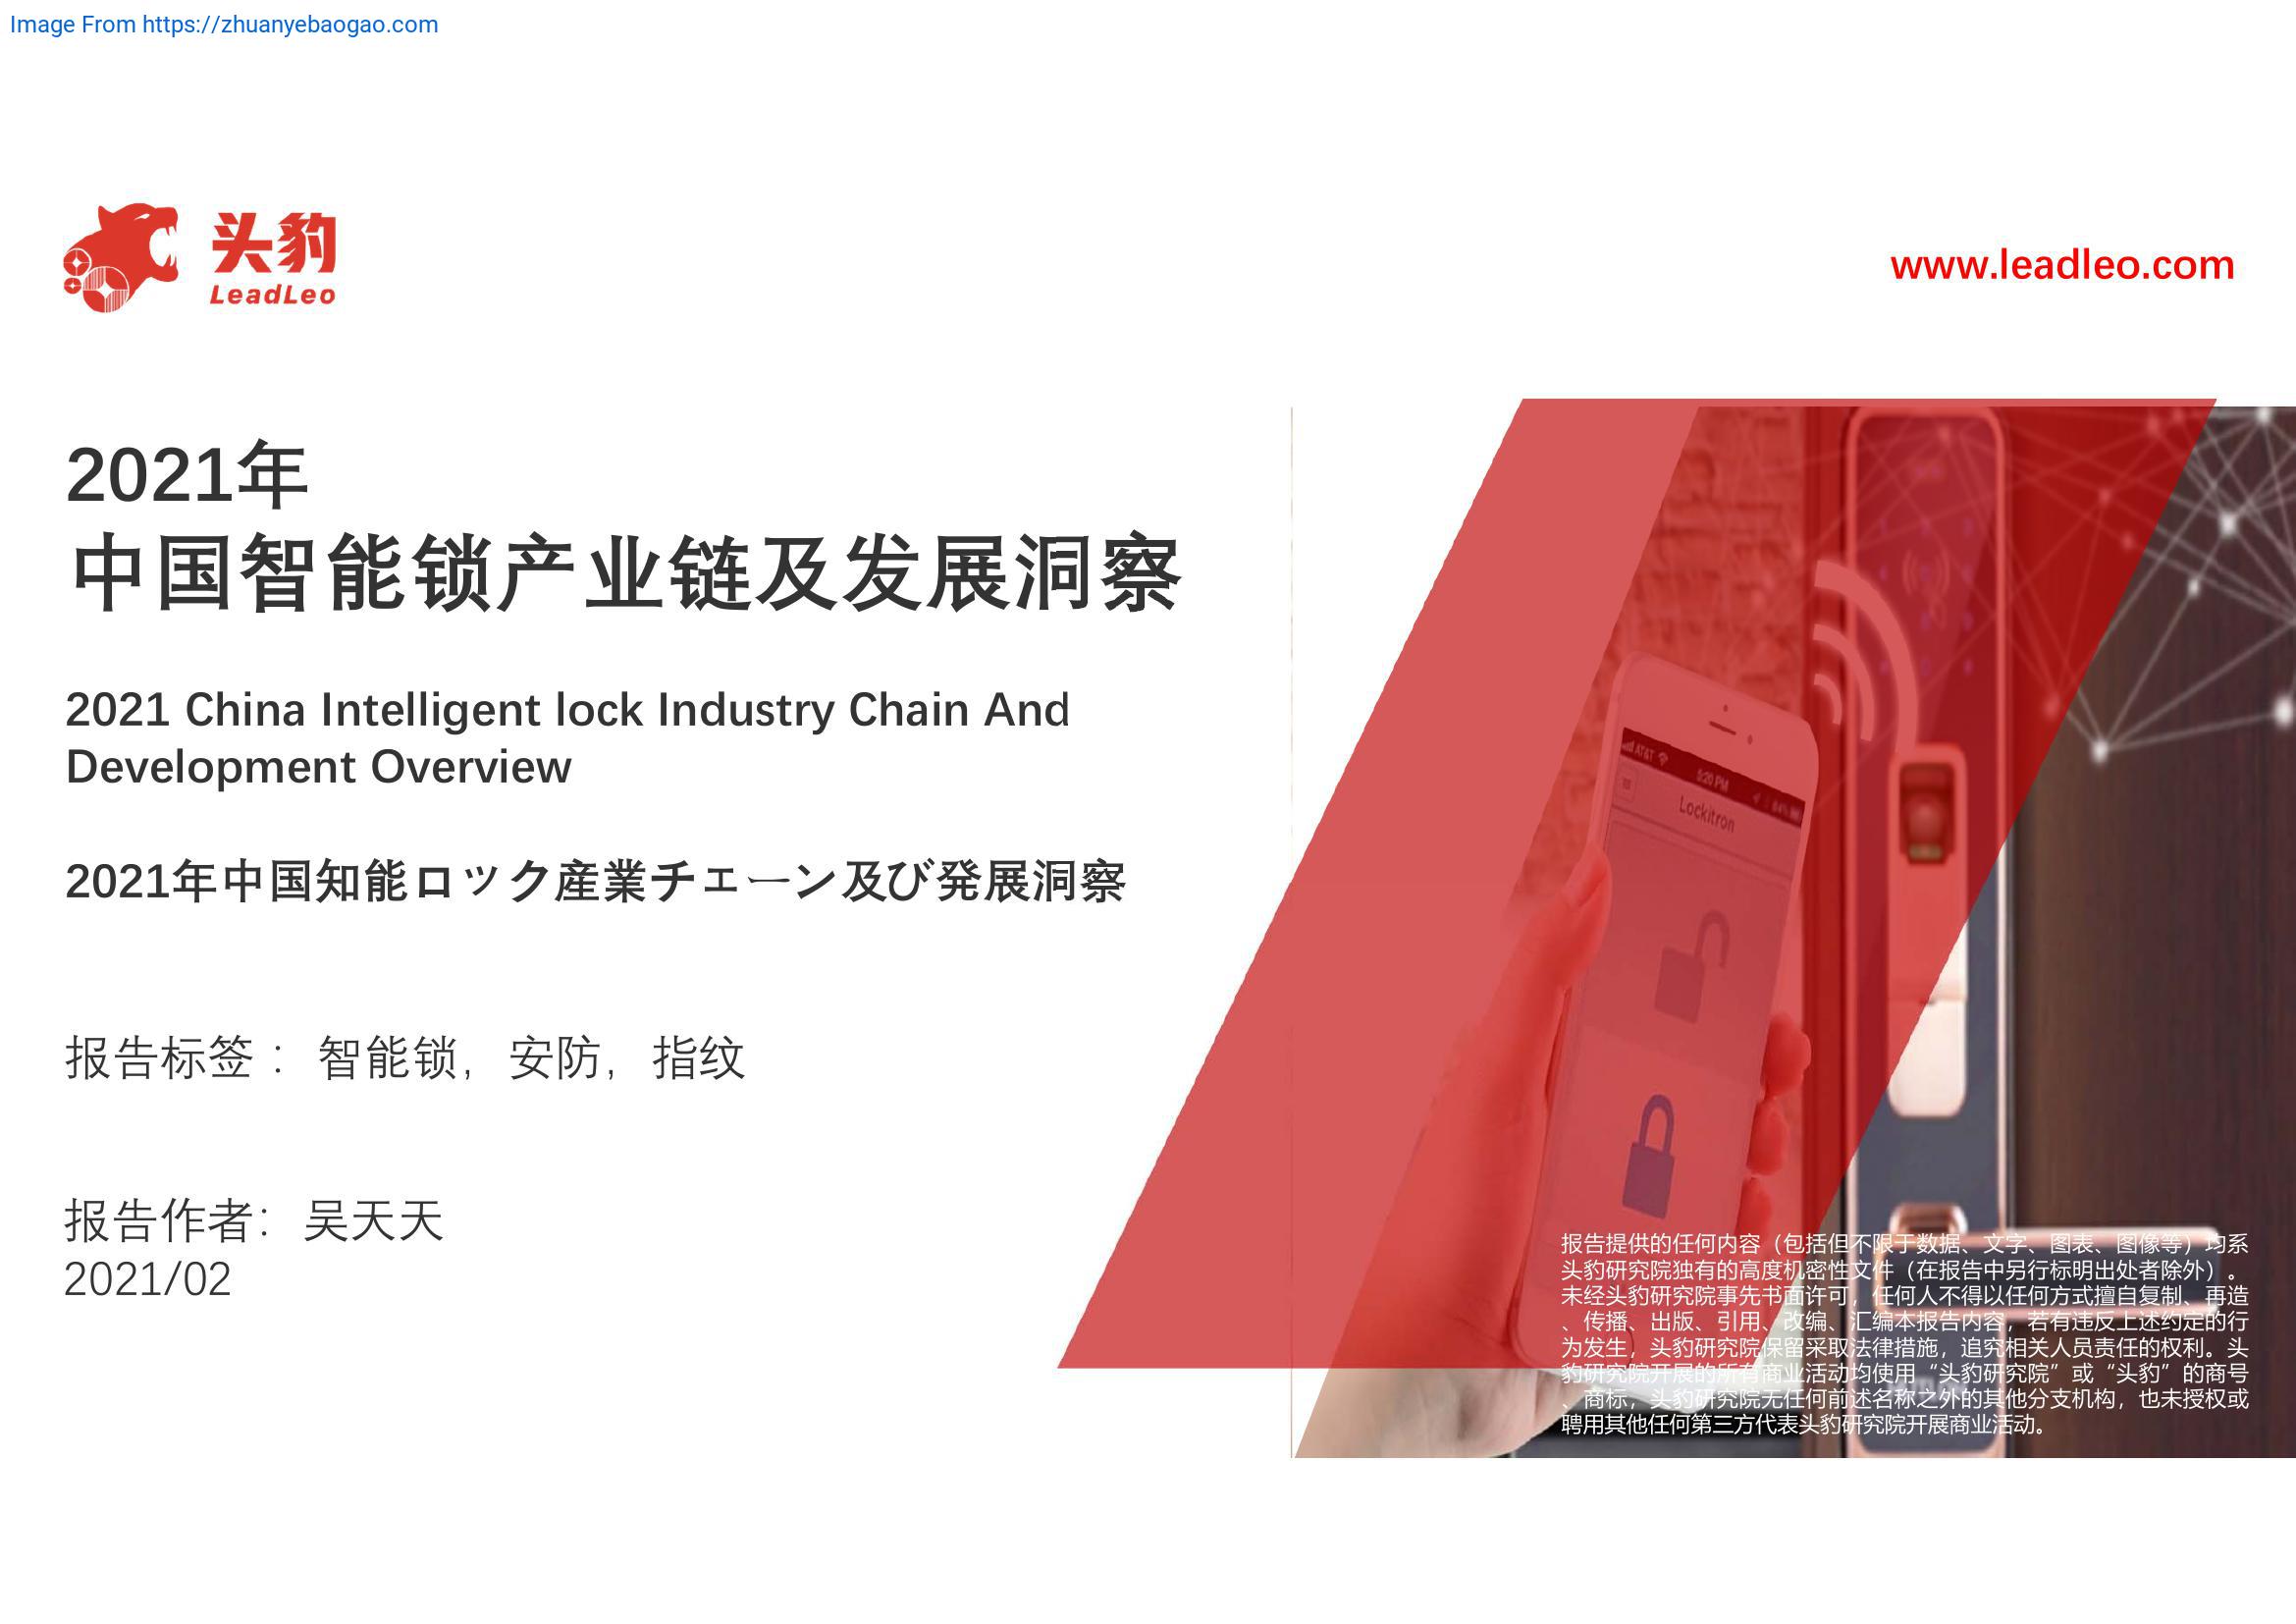 Image From https://zhuanyebaogao.com
头豹
LeadLeo
www.leadleo.com
2021年
中国智能锁产业链及发展洞察
2021 China Intelligent lock Industry Chain And
Development Overview
2021年中国知能ロック産業チェーン及び発展洞察
报告标签：智能锁，安防，指纹
报告作者：吴天天
2021/02
AT&T
5:20 PM
Lockitron
报告提供的任何内容（包括但不限于数据、文字、图表、图像等）均系
头豹研究院独有的高度机密性文件（在报告中另行标明出处者除外）。
未经头豹研究院事先书面许可，任何人不得以任何方式擅自复制、再造
、传播、出版、引用、改编、汇编本报告内容，若有违反上述约定的行
为发生，头豹研究院保留采取法律措施，追究相关人员责任的权利。头
豹研究院开展的所有商业活动均使用“头豹研究院”或“头豹”的商号
、商标，头豹研究院无任何前述名称之外的其他分支机构，也未授权或
聘用其他任何第三方代表头豹研究院开展商业活动。